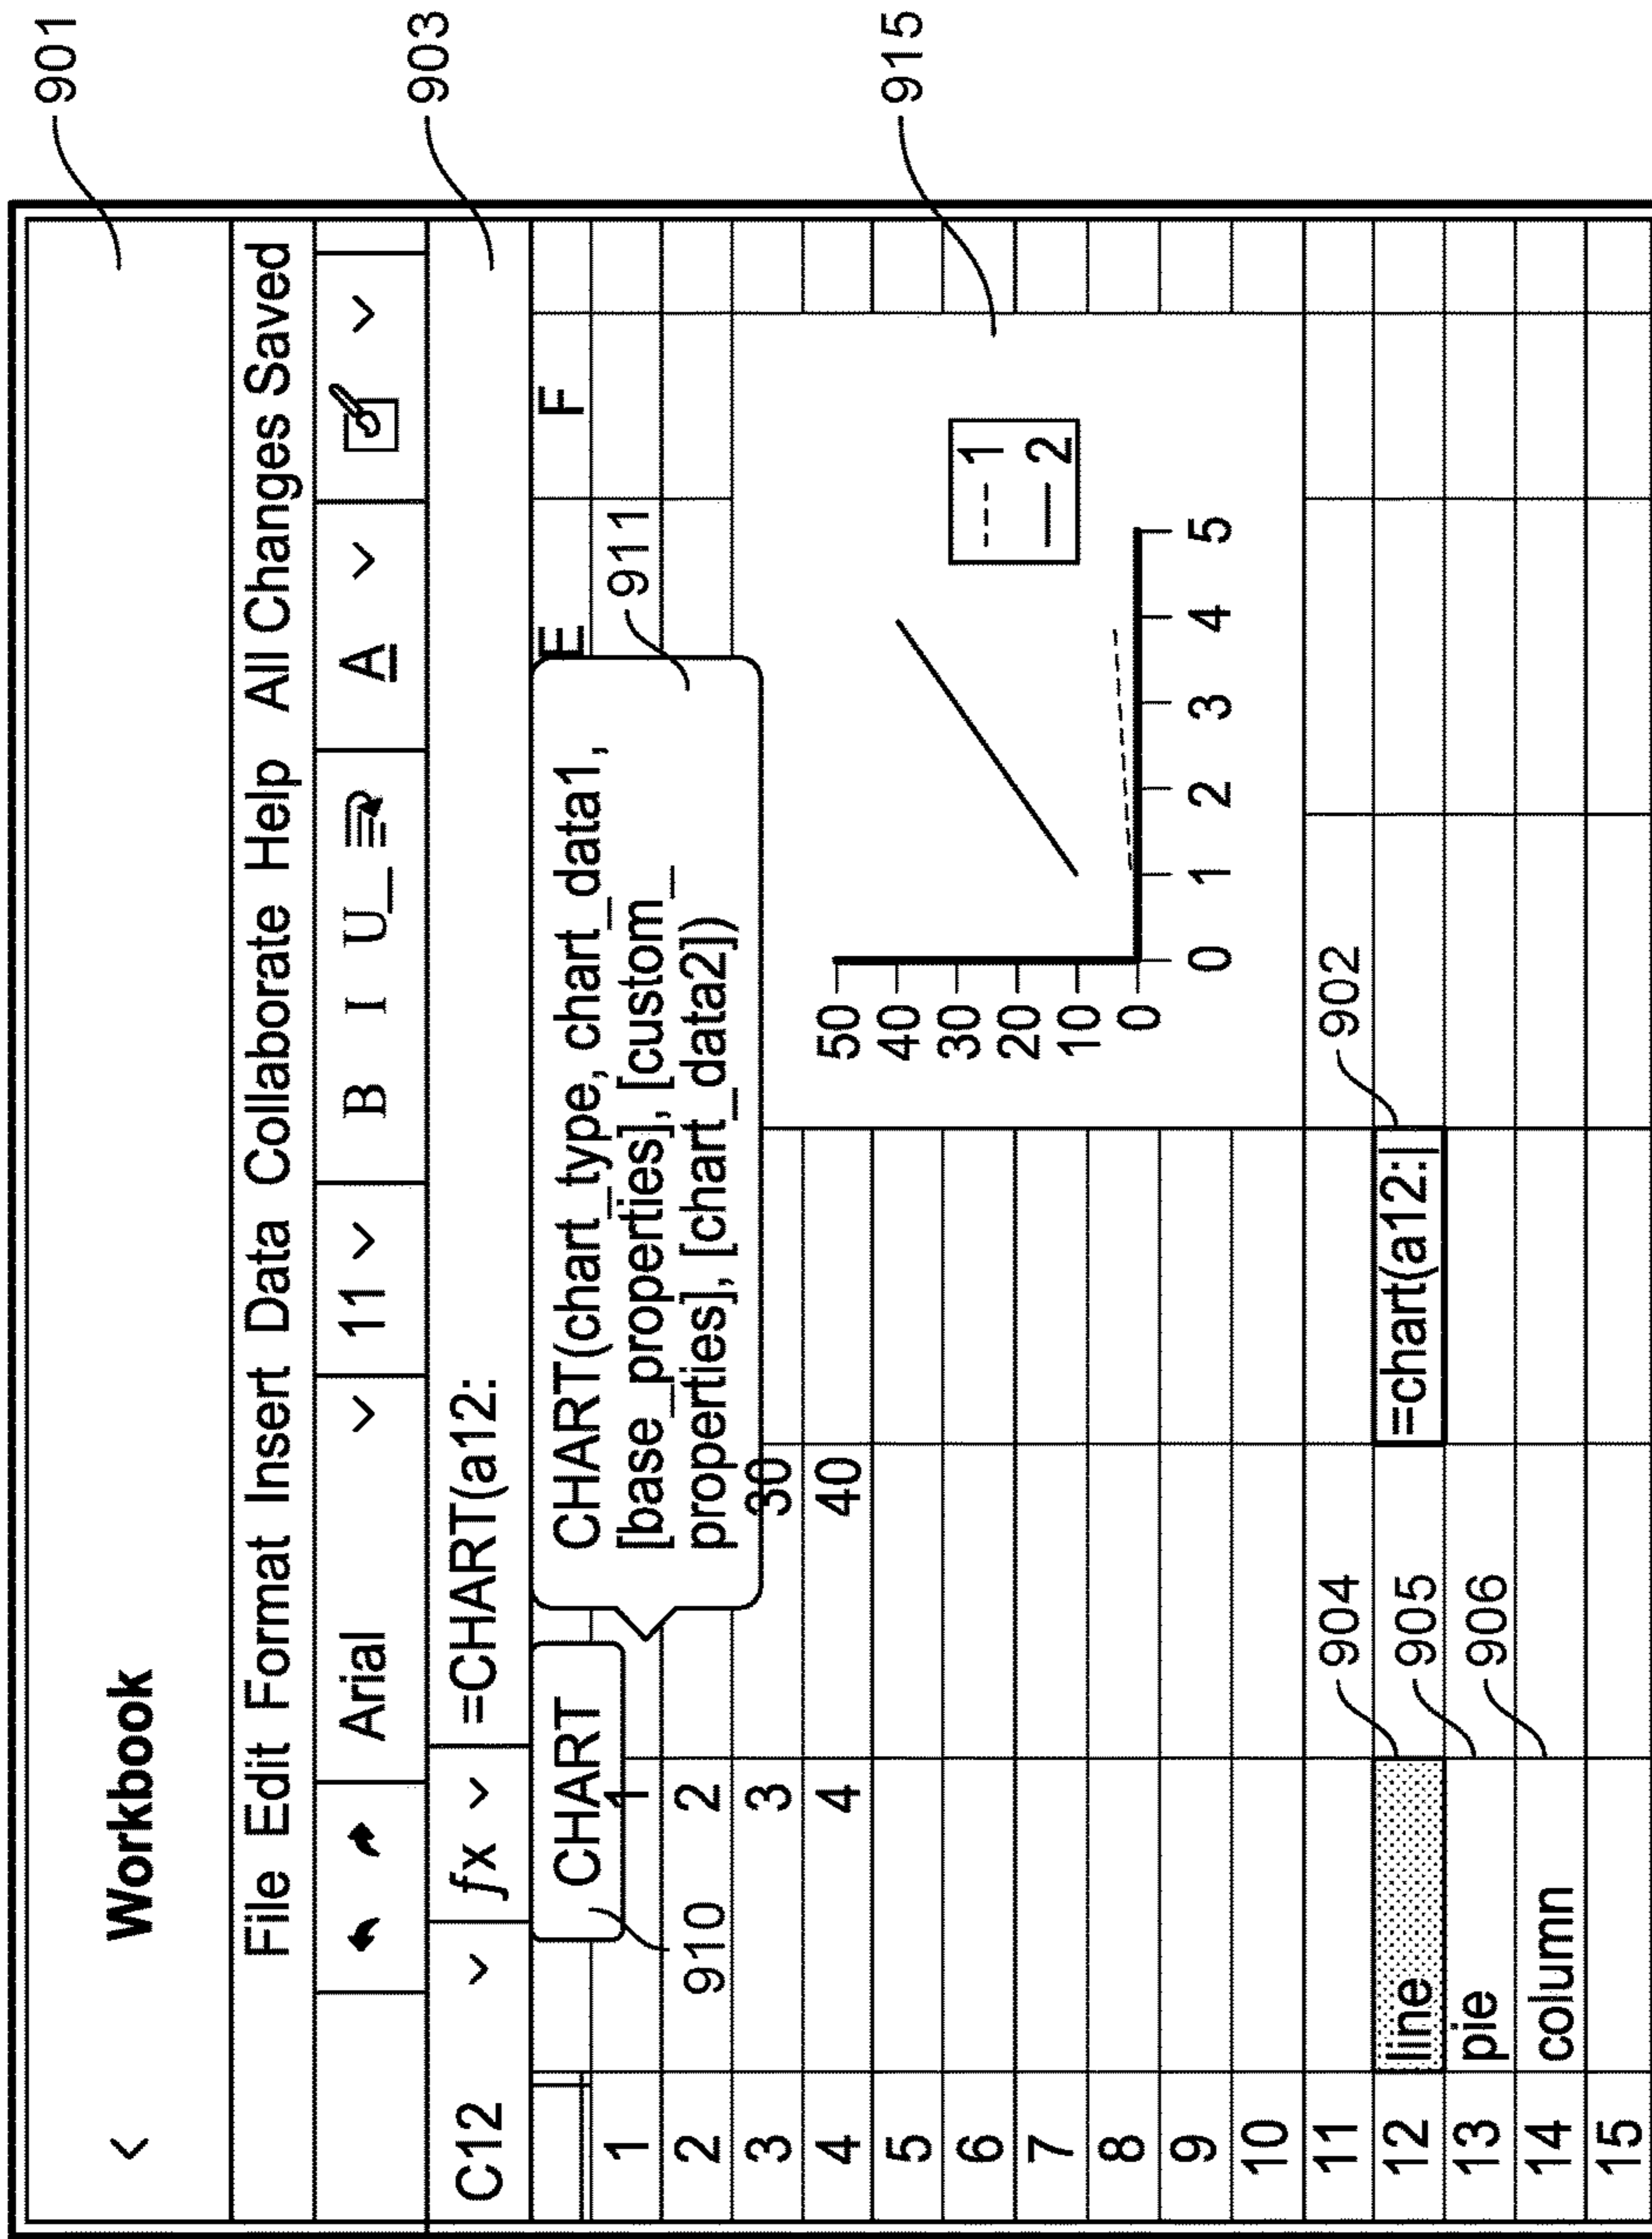 901
< Workbook
File Edit Format Insert Data Collaborate Help All Changes Saved
Arial 11 B I U A
903
C12 fx =CHART(a12:
E F
CHART
CHART(chart_type, chart_data1,
[base_properties], [custom_
properties], [chart_data2])
911
910
1 1
2 2
3 3 30
4 4 40
5
6
7
8
9
10
11
12 line =chart(a12:|
13 pie
14 column
15
904
905
906
902
915
50
40
30
20
10
0
0 1 2 3 4 5
1
2